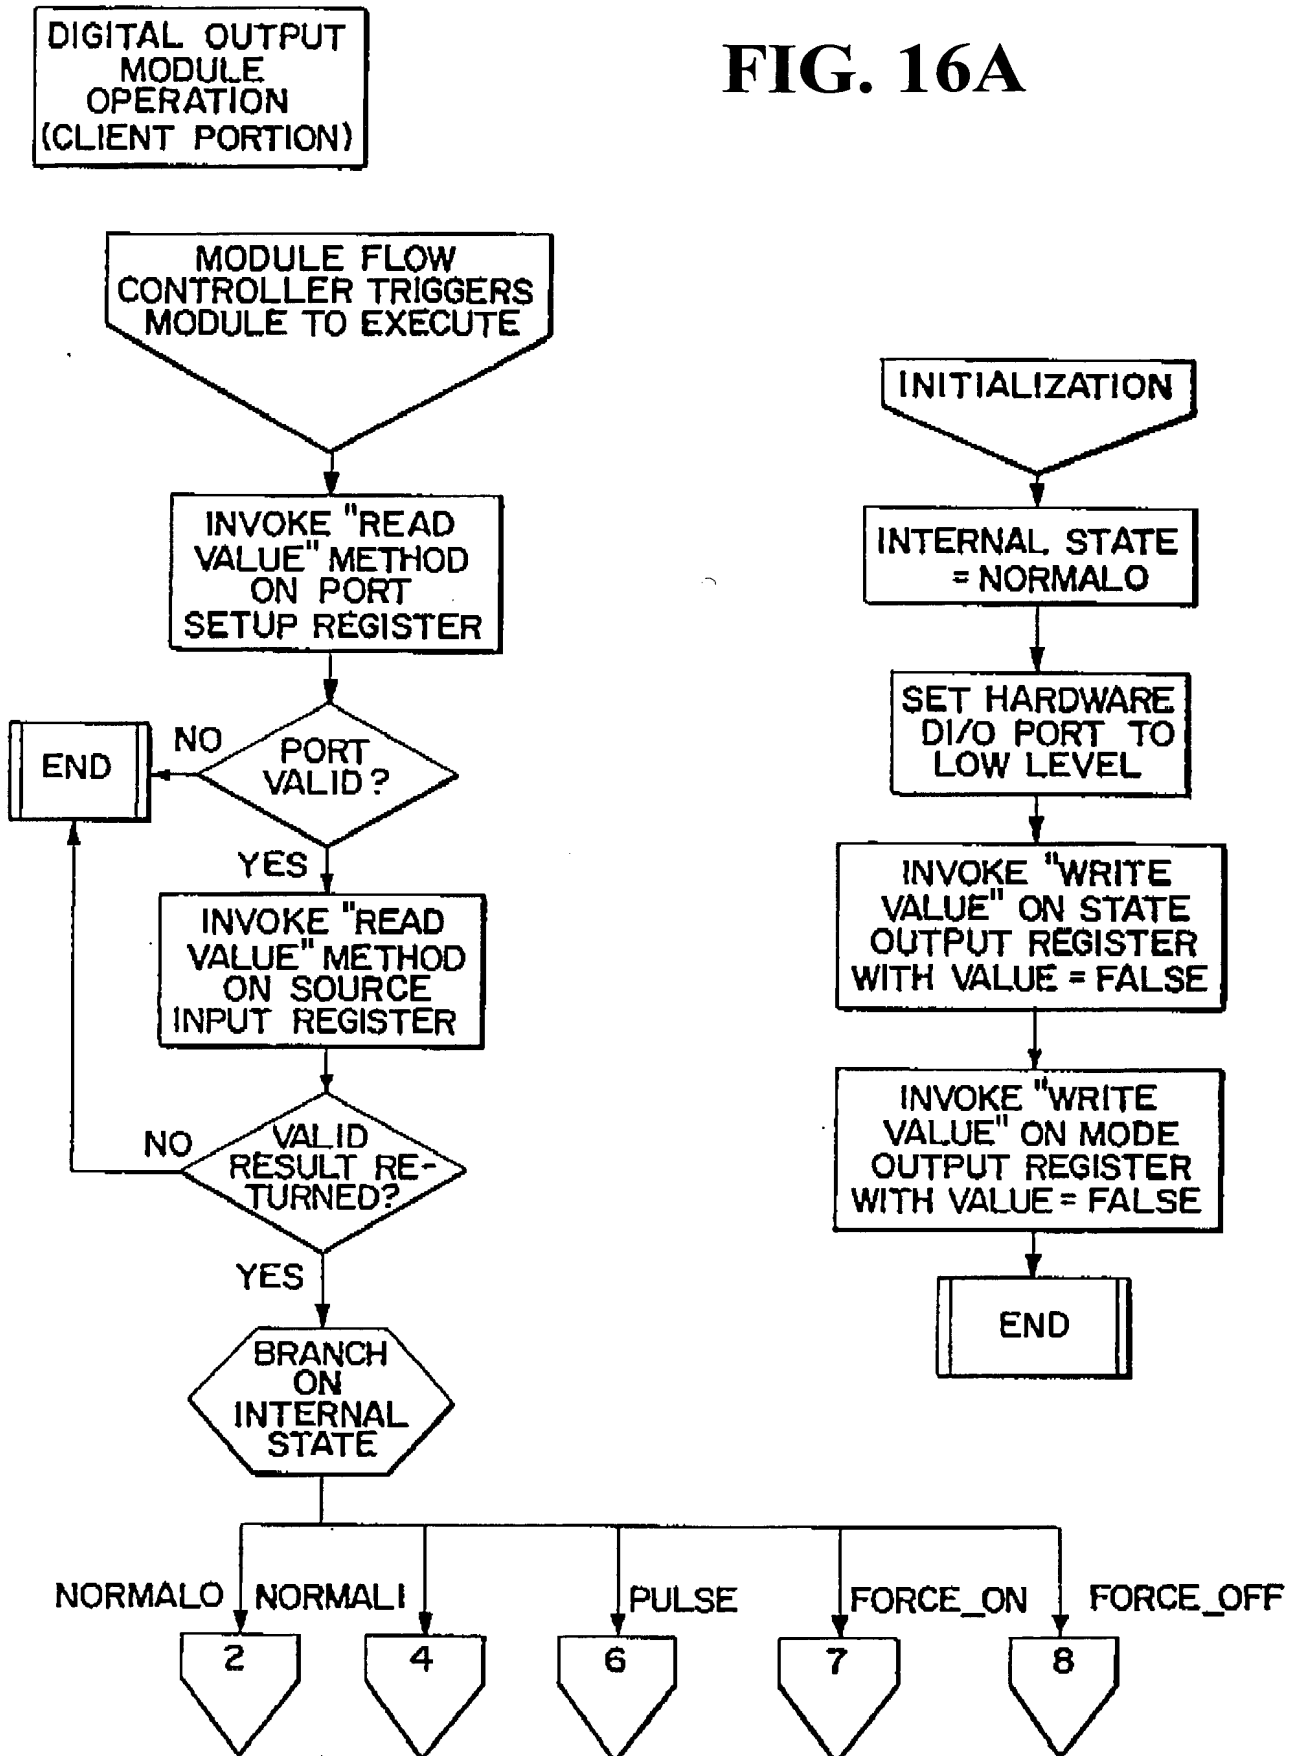 DIGITAL OUTPUT
MODULE
OPERATION
(CLIENT PORTION)
FIG. 16A
MODULE FLOW
CONTROLLER TRIGGERS
MODULE TO EXECUTE
INVOKE "READ
VALUE" METHOD
ON PORT
SETUP REGISTER
PORT
VALID?
NO
END
YES
INVOKE "READ
VALUE" METHOD
ON SOURCE
INPUT REGISTER
VALID
RESULT RE-
TURNED?
NO
YES
BRANCH
ON
INTERNAL
STATE
NORMALO
NORMALI
PULSE
FORCE_ON
FORCE_OFF
2
4
6
7
8
INITIALIZATION
INTERNAL STATE
= NORMALO
SET HARDWARE
DI/O PORT TO
LOW LEVEL
INVOKE "WRITE
VALUE" ON STATE
OUTPUT REGISTER
WITH VALUE = FALSE
INVOKE "WRITE
VALUE" ON MODE
OUTPUT REGISTER
WITH VALUE = FALSE
END